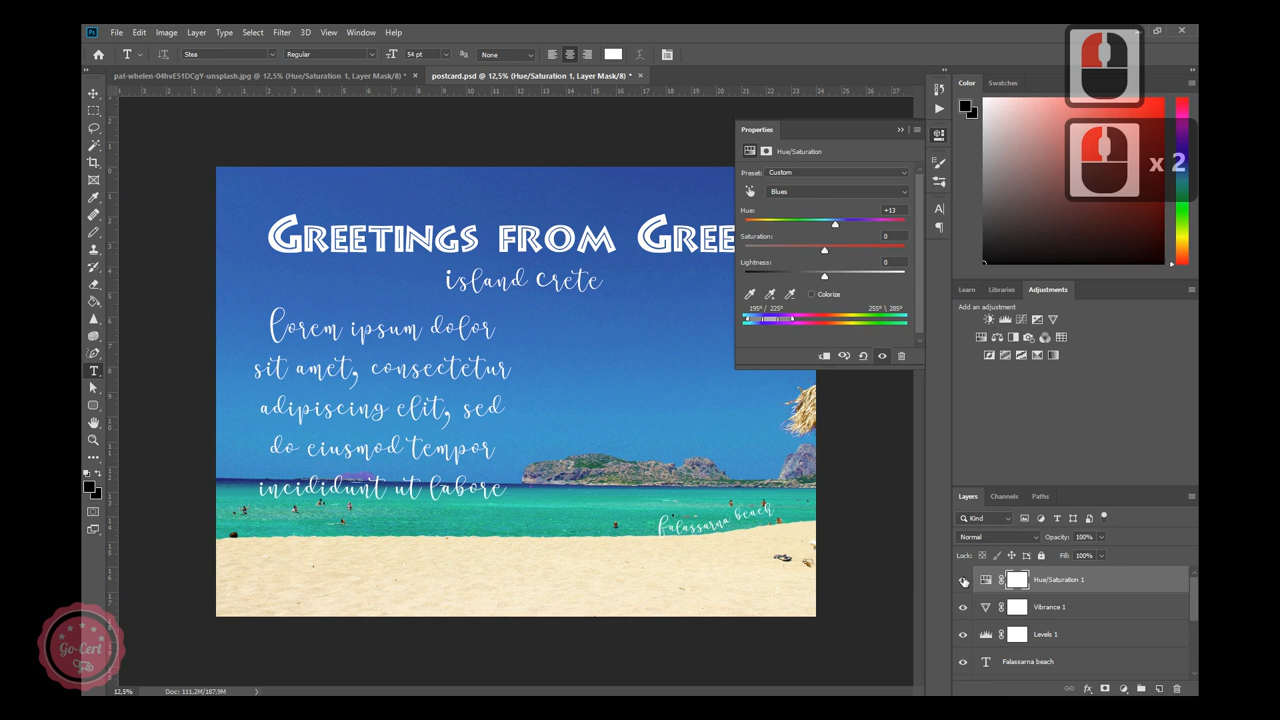 Ps File Edit Image Layer Type Select Filter 3D View Window Help
T Stea Regular 54 pt aa None
pat-whelen-04hvE51DCgY-unsplash.jpg @ 12,5% (Hue/Saturation 1, Layer Mask/8) * × postcard.psd @ 12,5% (Hue/Saturation 1, Layer Mask/8) * ×
x 2
Color Swatches
Properties
Hue/Saturation
Preset: Custom
Blues
Hue: +13
Saturation: 0
Lightness: 0
Colorize
195° / 225° 255° \ 285°
Greetings from Gree
island Crete
Lorem ipsum dolor
sit amet, consectetur
adipiscing elit, sed
do eiusmod tempor
incididunt ut labore
Falassarna beach
Learn Libraries Adjustments
Add an adjustment
Layers Channels Paths
Kind
Normal Opacity: 100%
Lock: Fill: 100%
Hue/Saturation 1
Vibrance 1
Levels 1
T Falassarna beach
fx
Go-Cert
12,5% Doc: 111,2M/187,9M